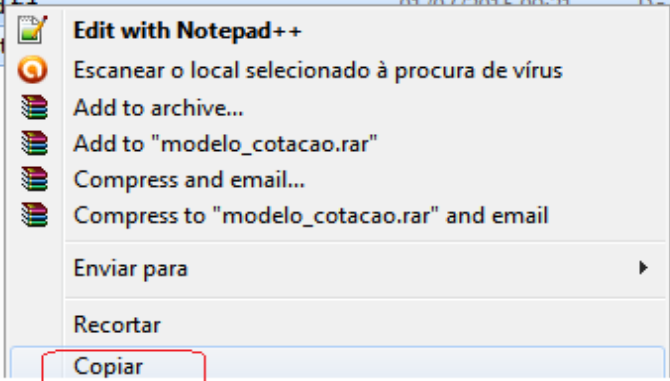 Edit with Notepad++
Escanear o local selecionado à procura de vírus
Add to archive...
Add to "modelo_cotacao.rar"
Compress and email...
Compress to "modelo_cotacao.rar" and email
Enviar para
Recortar
Copiar